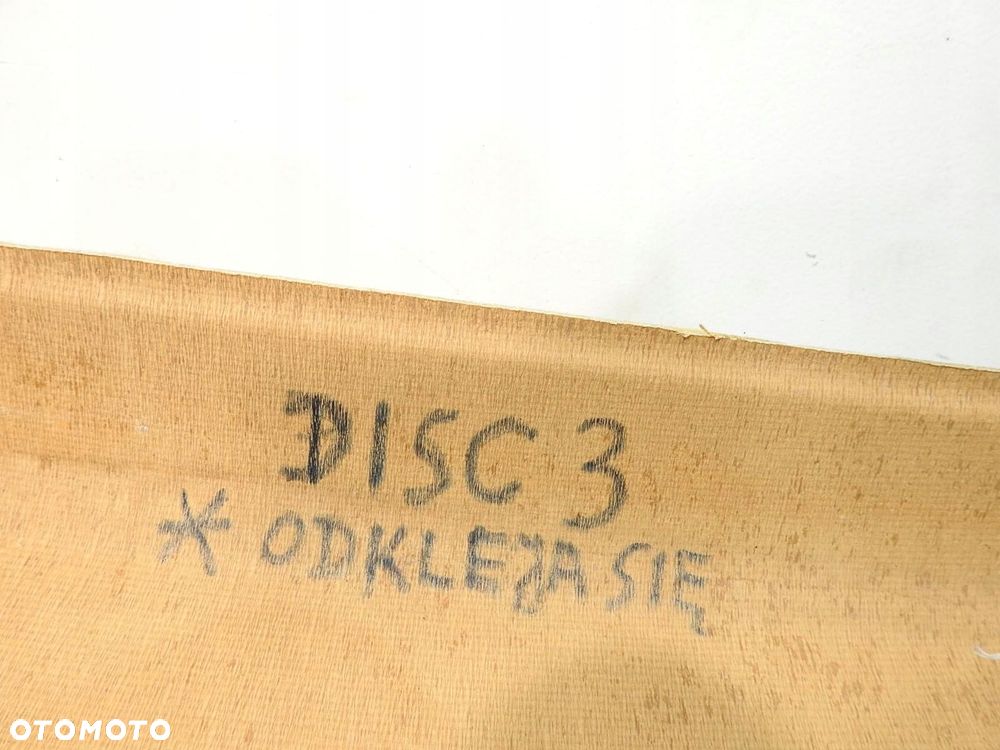 DISC 3
* ODKLEJA SIĘ
OTOMOTO